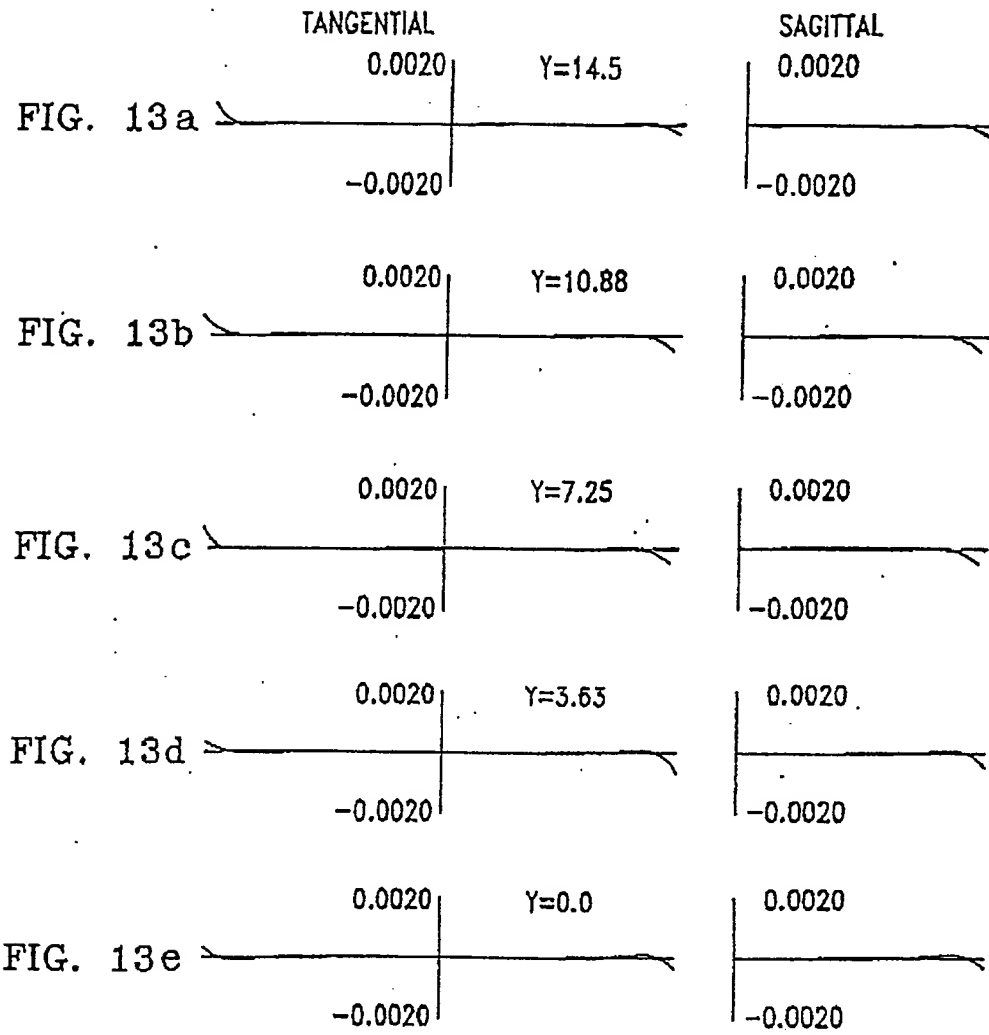 TANGENTIAL SAGITTAL
0.0020 Y=14.5 0.0020
FIG. 13a
-0.0020 -0.0020
0.0020 Y=10.88 0.0020
FIG. 13b
-0.0020 -0.0020
0.0020 Y=7.25 0.0020
FIG. 13c
-0.0020 -0.0020
0.0020 Y=3.63 0.0020
FIG. 13d
-0.0020 -0.0020
0.0020 Y=0.0 0.0020
FIG. 13e
-0.0020 -0.0020